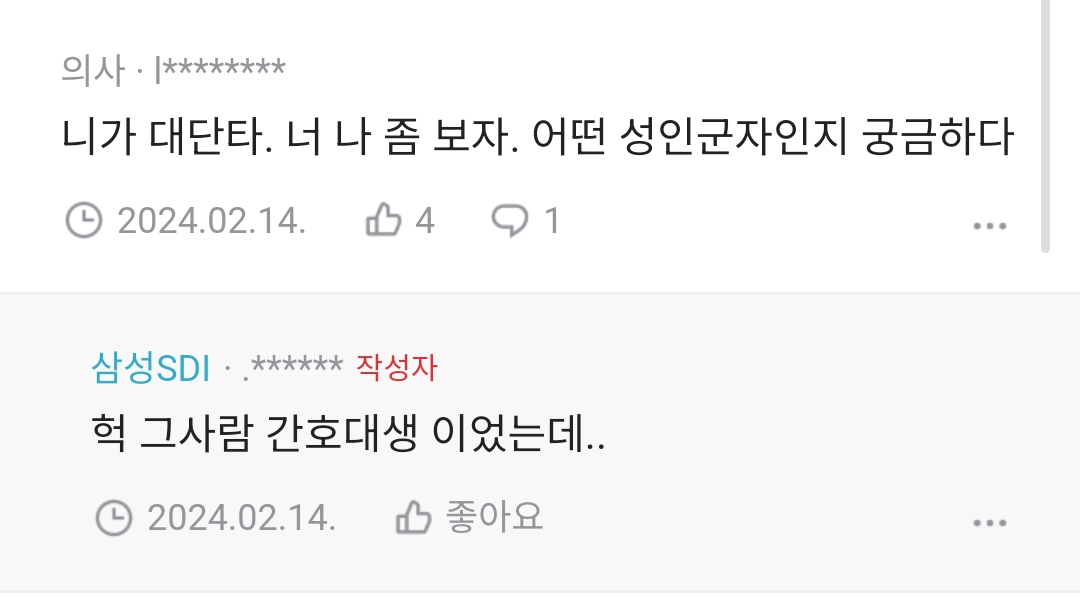 의사 · l********
니가 대단타. 너 나 좀 보자. 어떤 성인군자인지 궁금하다
2024.02.14. 4 1
삼성SDI · .****** 작성자
헉 그사람 간호대생 이었는데..
2024.02.14. 좋아요